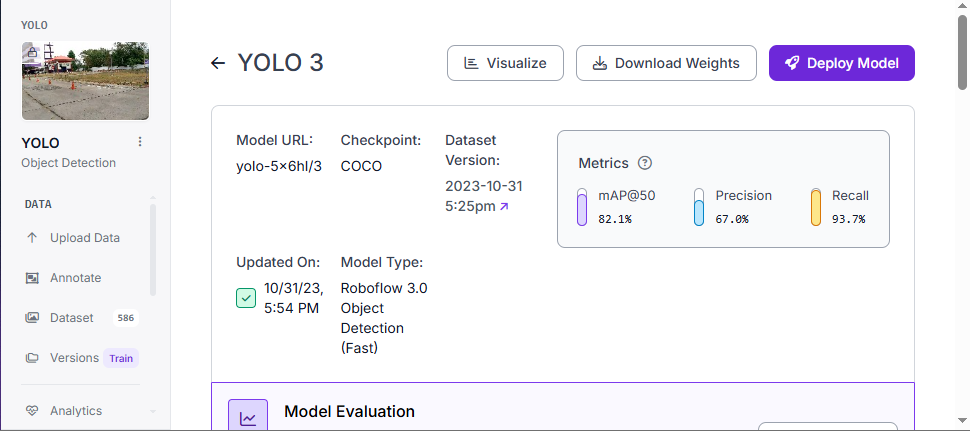 YOLO
YOLO
Object Detection
DATA
Upload Data
Annotate
Dataset 586
Versions Train
Analytics
YOLO 3
Visualize
Download Weights
Deploy Model
Model URL:
yolo-5x6hl/3
Checkpoint:
COCO
Dataset
Version:
2023-10-31
5:25pm
Metrics ?
mAP@50
82.1%
Precision
67.0%
Recall
93.7%
Updated On:
10/31/23,
5:54 PM
Model Type:
Roboflow 3.0
Object
Detection
(Fast)
Model Evaluation